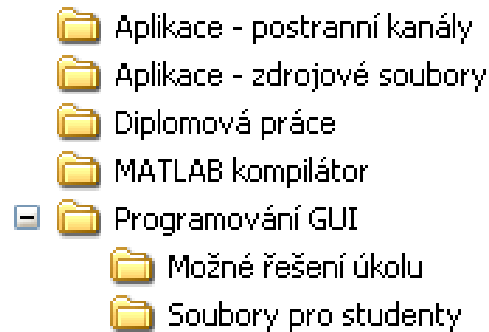 Aplikace - postranní kanály
Aplikace - zdrojové soubory
Diplomová práce
MATLAB kompilátor
Programování GUI
Možné řešení úkolu
Soubory pro studenty